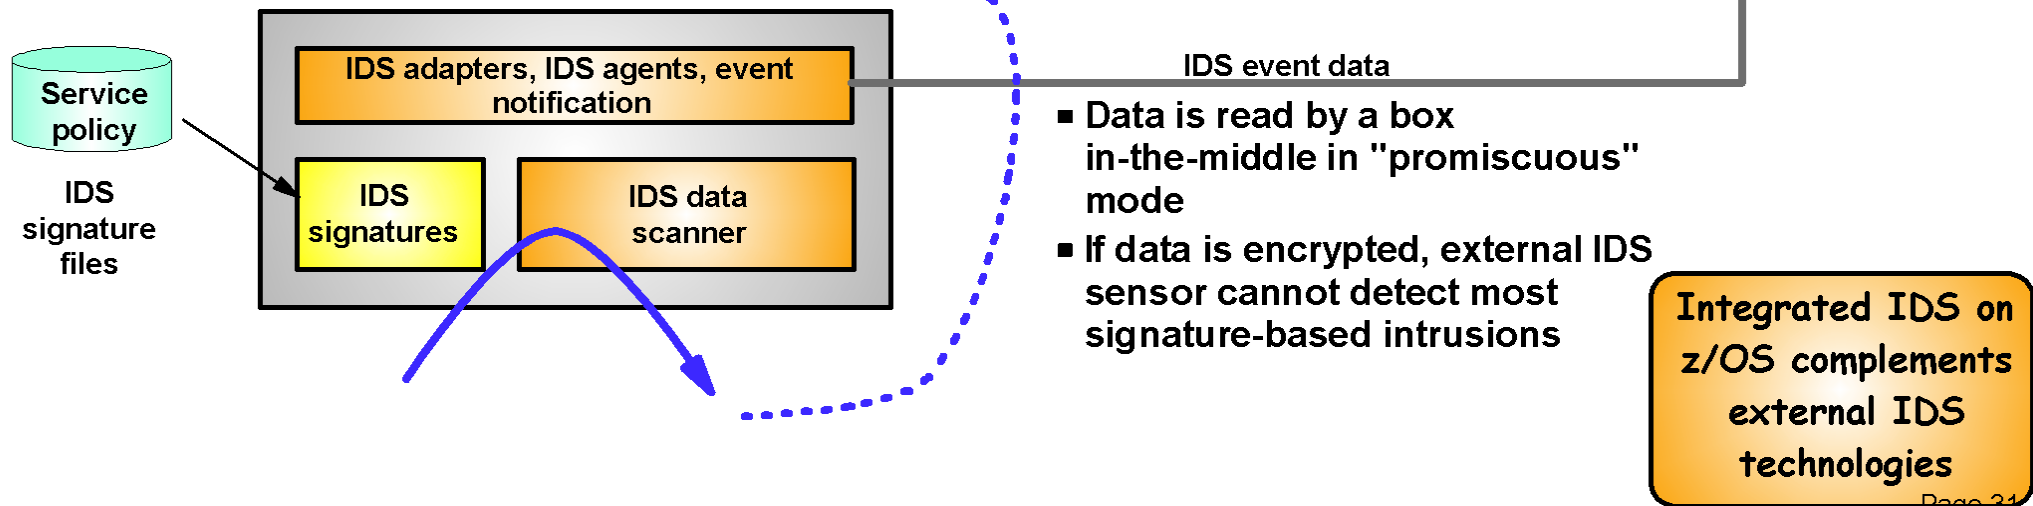 Service
policy
IDS
signature
files
IDS adapters, IDS agents, event
notification
IDS
signatures
IDS data
scanner
IDS event data
▪ Data is read by a box
in-the-middle in "promiscuous"
mode
▪ If data is encrypted, external IDS
sensor cannot detect most
signature-based intrusions
Integrated IDS on
z/OS complements
external IDS
technologies
Page 31